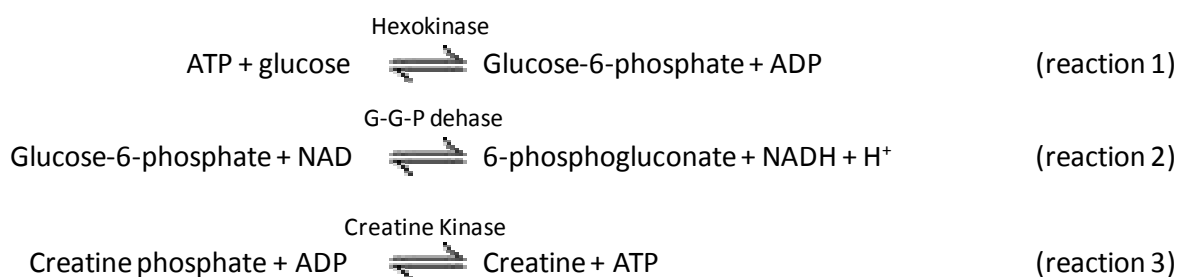 Hexokinase
ATP + glucose Glucose-6-phosphate + ADP (reaction 1)
G-G-P dehase
Glucose-6-phosphate + NAD 6-phosphogluconate + NADH + H⁺ (reaction 2)
Creatine Kinase
Creatine phosphate + ADP Creatine + ATP (reaction 3)